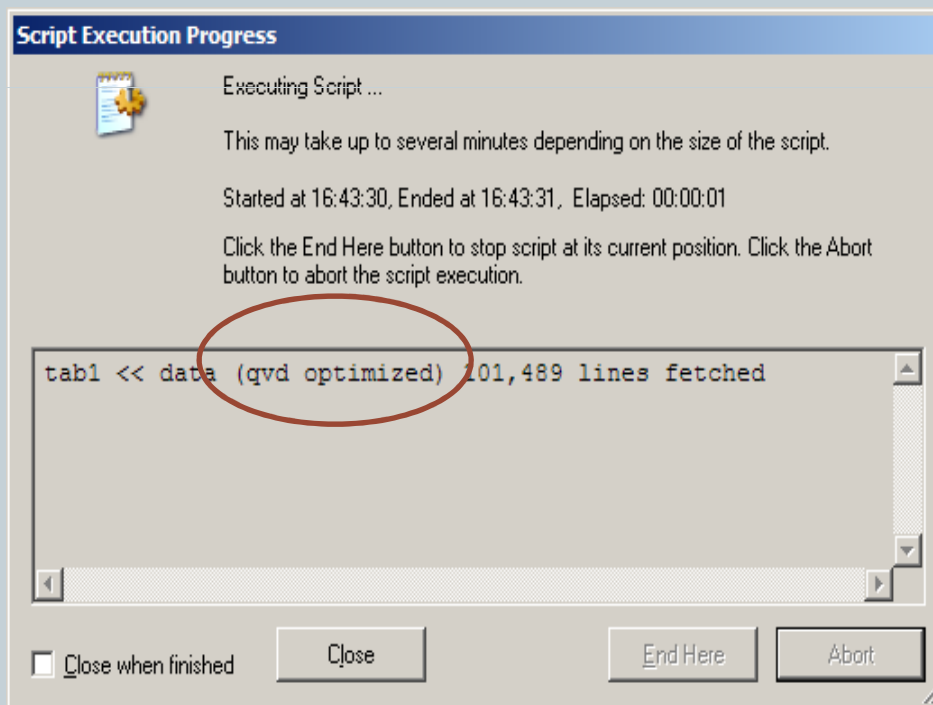 Script Execution Progress
Executing Script ...
This may take up to several minutes depending on the size of the script.
Started at 16:43:30, Ended at 16:43:31, Elapsed: 00:00:01
Click the End Here button to stop script at its current position. Click the Abort
button to abort the script execution.
tab1 << data (qvd optimized) 101,489 lines fetched
Close when finished
Close
End Here
Abort